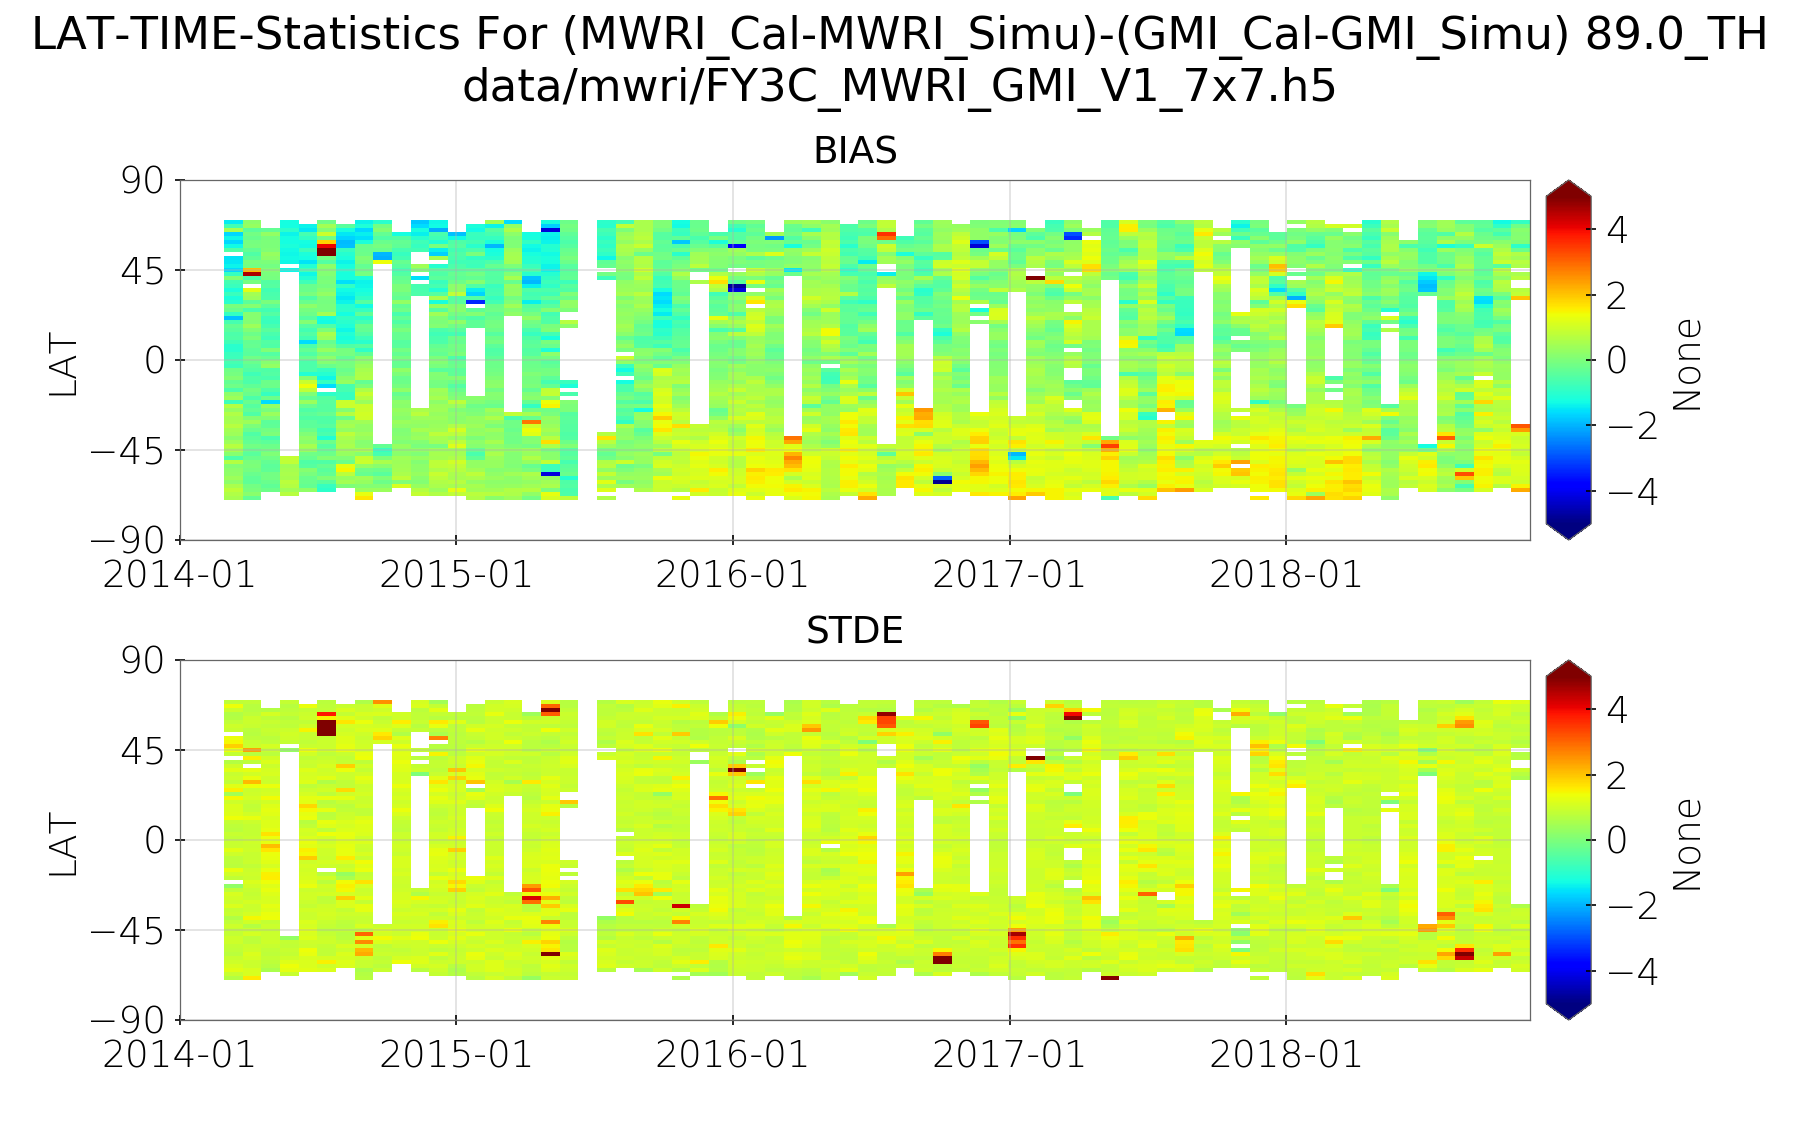 LAT-TIME-Statistics For (MWRI_Cal-MWRI_Simu)-(GMI_Cal-GMI_Simu) 89.0_TH
data/mwri/FY3C_MWRI_GMI_V1_7x7.h5
BIAS
90
45
0
−45
−90
LAT
2014-01 2015-01 2016-01 2017-01 2018-01
4
2
0
−2
−4
None
STDE
90
45
0
−45
−90
LAT
2014-01 2015-01 2016-01 2017-01 2018-01
4
2
0
−2
−4
None